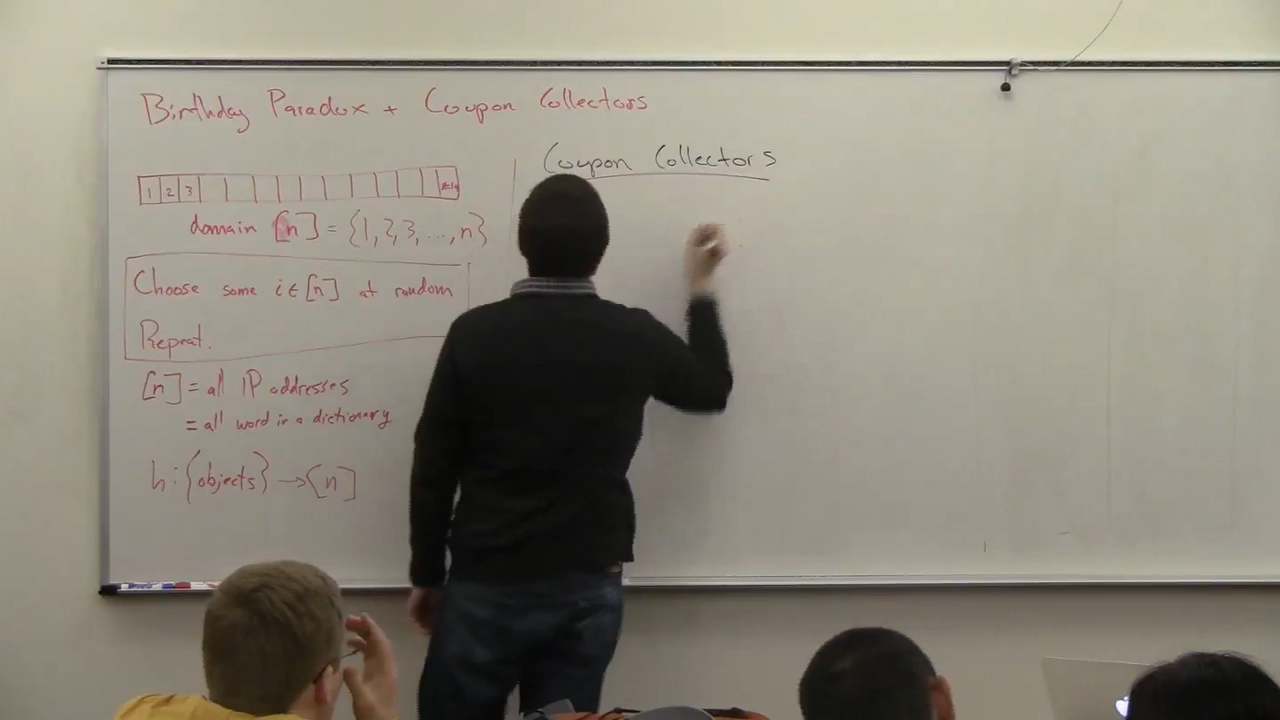 Birthday Paradox + Coupon Collectors
1 2 3
domain [n] = {1, 2, 3, ..., n}
Choose some i ∈ [n] at random
Repeat.
[n] = all IP addresses
= all word in a dictionary
h: {objects} → [n]
Coupon Collectors